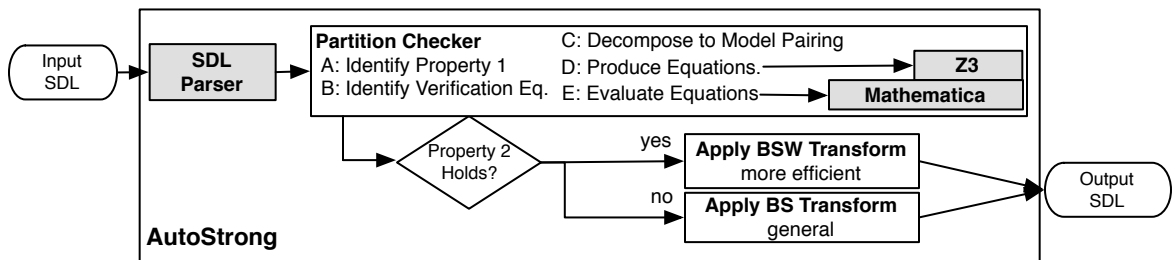 Input
SDL
SDL
Parser
Partition Checker
A: Identify Property 1
B: Identify Verification Eq.
C: Decompose to Model Pairing
D: Produce Equations.
E: Evaluate Equations
Z3
Mathematica
Property 2
Holds?
yes
Apply BSW Transform
more efficient
no
Apply BS Transform
general
Output
SDL
AutoStrong